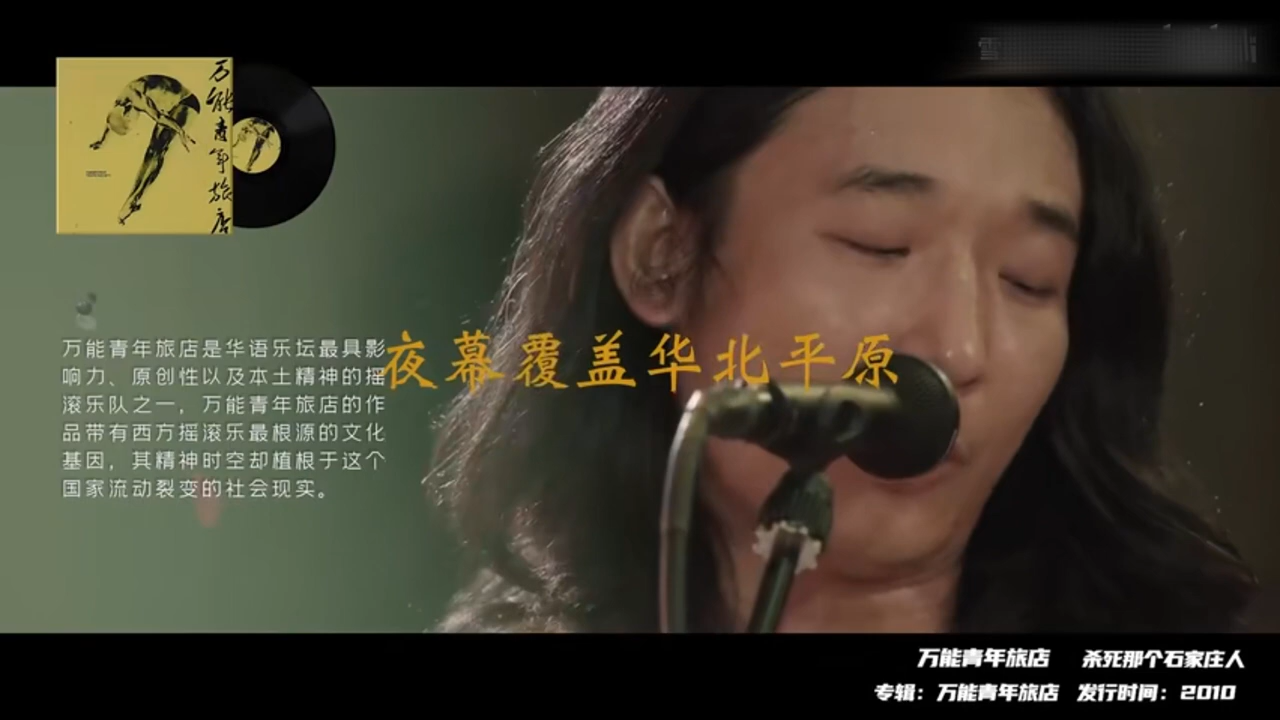 万能青年旅店
万能青年旅店是华语乐坛最具影
响力、原创性以及本土精神的摇
滚乐队之一，万能青年旅店的作
品带有西方摇滚乐最根源的文化
基因，其精神时空却植根于这个
国家流动裂变的社会现实。
夜幕覆盖华北平原
万能青年旅店 杀死那个石家庄人
专辑：万能青年旅店 发行时间：2010